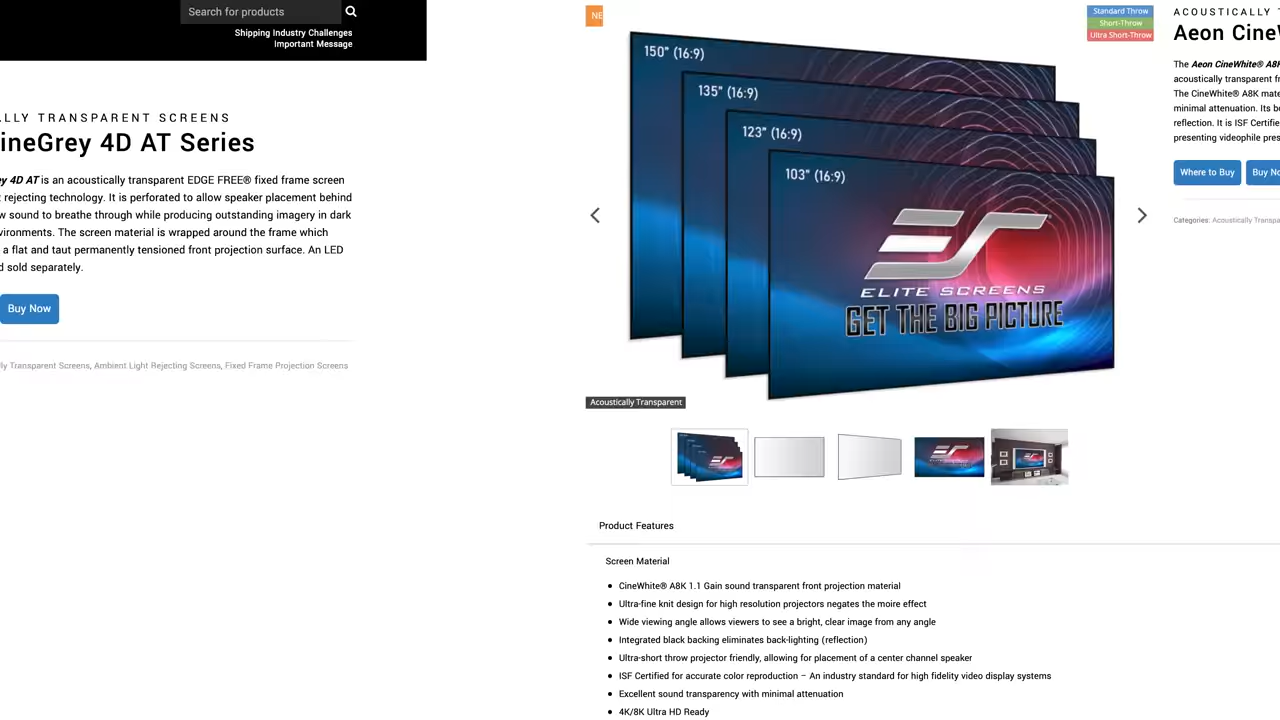 Search for products
Shipping Industry Challenges
Important Message
LLY TRANSPARENT SCREENS
ineGrey 4D AT Series
y 4D AT is an acoustically transparent EDGE FREE® fixed frame screen
t rejecting technology. It is perforated to allow speaker placement behind
w sound to breathe through while producing outstanding imagery in dark
vironments. The screen material is wrapped around the frame which
a flat and taut permanently tensioned front projection surface. An LED
d sold separately.
Buy Now
ly Transparent Screens, Ambient Light Rejecting Screens, Fixed Frame Projection Screens
NE
Standard Throw
Short-Throw
Ultra Short-Throw
150" (16:9)
135" (16:9)
123" (16:9)
103" (16:9)
ELITE SCREENS
GET THE BIG PICTURE
Acoustically Transparent
ACOUSTICALLY T
Aeon CineW
The Aeon CineWhite® A8K
acoustically transparent fr
The CineWhite® A8K mate
minimal attenuation. Its b
reflection. It is ISF Certifie
presenting videophile pres
Where to Buy
Buy No
Categories: Acoustically Transpa
Product Features
Screen Material
CineWhite® A8K 1.1 Gain sound transparent front projection material
Ultra-fine knit design for high resolution projectors negates the moire effect
Wide viewing angle allows viewers to see a bright, clear image from any angle
Integrated black backing eliminates back-lighting (reflection)
Ultra-short throw projector friendly, allowing for placement of a center channel speaker
ISF Certified for accurate color reproduction – An industry standard for high fidelity video display systems
Excellent sound transparency with minimal attenuation
4K/8K Ultra HD Ready